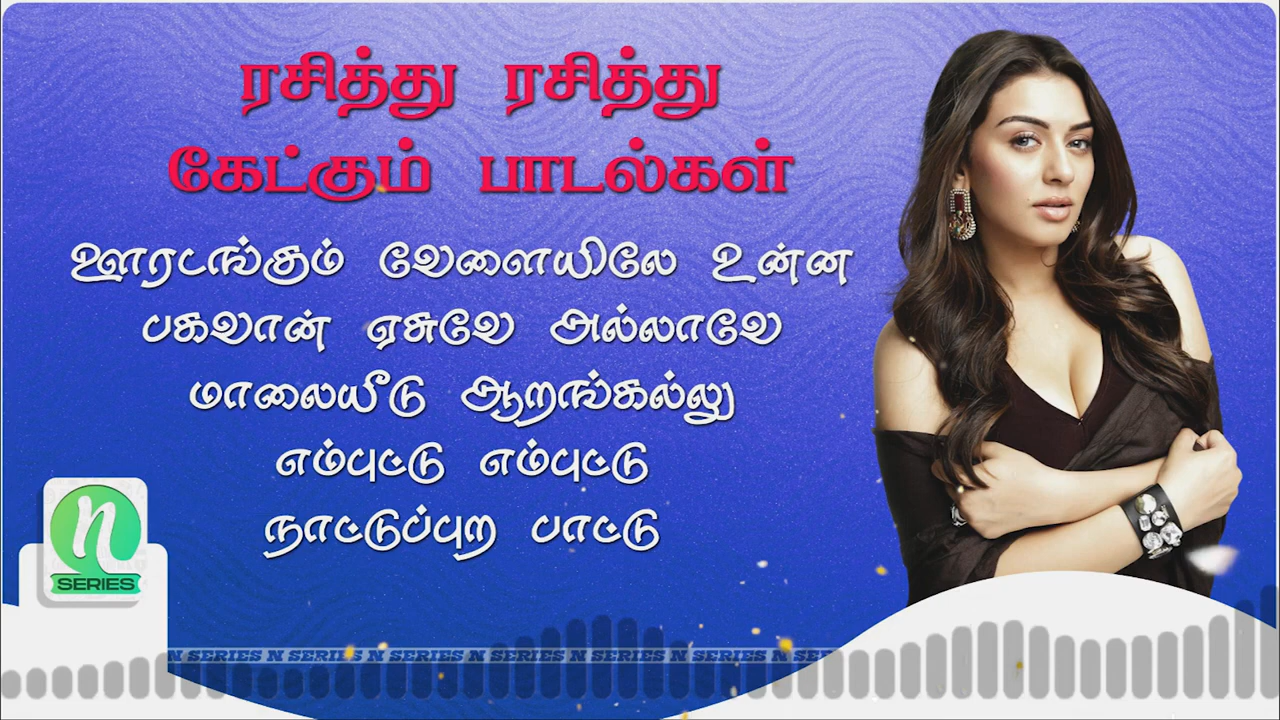 ரசித்து ரசித்து
கேட்கும் பாடல்கள்
ஊரடங்கும் வேளையிலே உன்ன
பகவான் ஏசுவே அல்லாவே
மாலையீடு ஆறங்கல்லு
எம்புட்டு எம்புட்டு
நாட்டுப்புற பாட்டு
n
SERIES
N SERIES N SERIES N SERIES N SERIES N SERIES N SERIES N SER